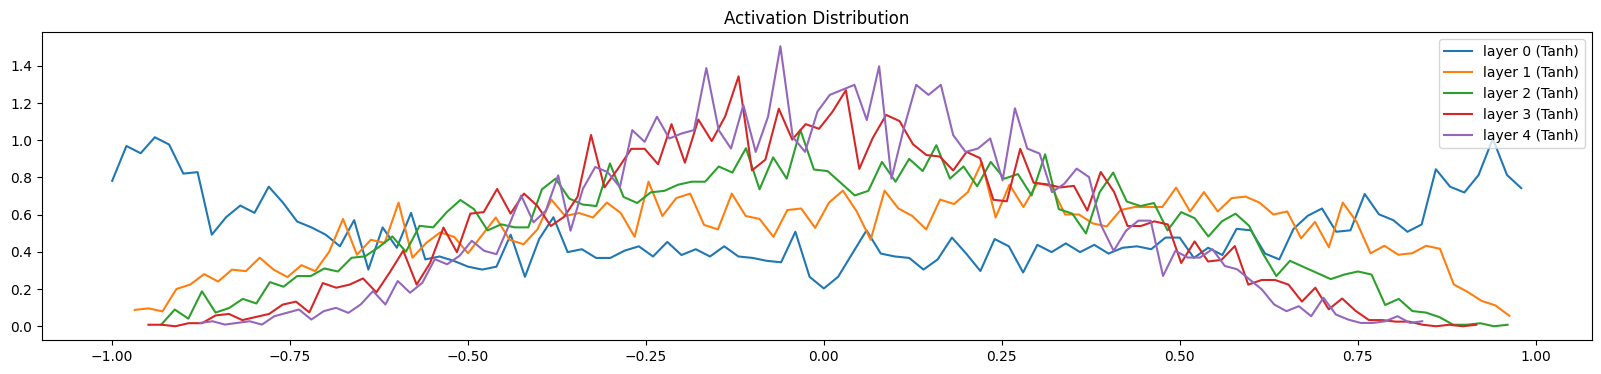 Activation Distribution
layer 0 (Tanh)
layer 1 (Tanh)
layer 2 (Tanh)
layer 3 (Tanh)
layer 4 (Tanh)
1.4
1.2
1.0
0.8
0.6
0.4
0.2
0.0
−1.00 −0.75 −0.50 −0.25 0.00 0.25 0.50 0.75 1.00